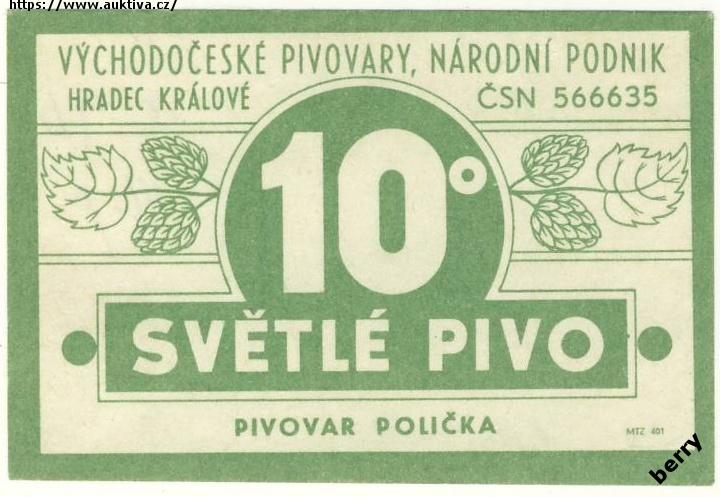 https://www.auktiva.cz/
VÝCHODOČESKÉ PIVOVARY, NÁRODNÍ PODNIK
HRADEC KRÁLOVÉ ČSN 566635
10°
SVĚTLÉ PIVO
PIVOVAR POLIČKA
MTZ 401
berry